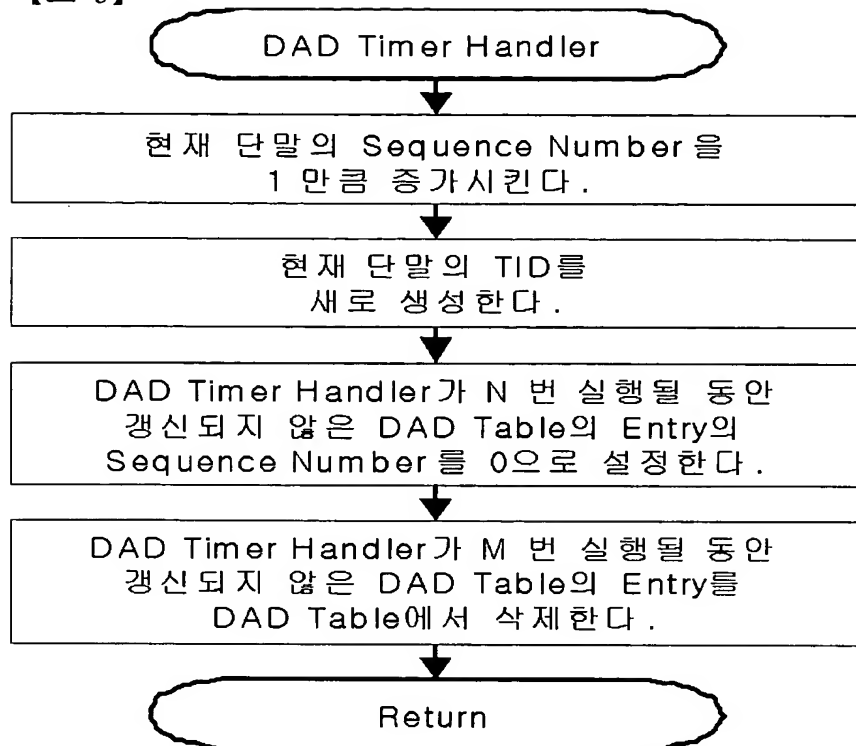 DAD Timer Handler
현재 단말의 Sequence Number을
1 만큼 증가시킨다.
현재 단말의 TID를
새로 생성한다.
DAD Timer Handler가 N 번 실행될 동안
갱신되지 않은 DAD Table의 Entry의
Sequence Number를 0으로 설정한다.
DAD Timer Handler가 M 번 실행될 동안
갱신되지 않은 DAD Table의 Entry를
DAD Table에서 삭제한다.
Return